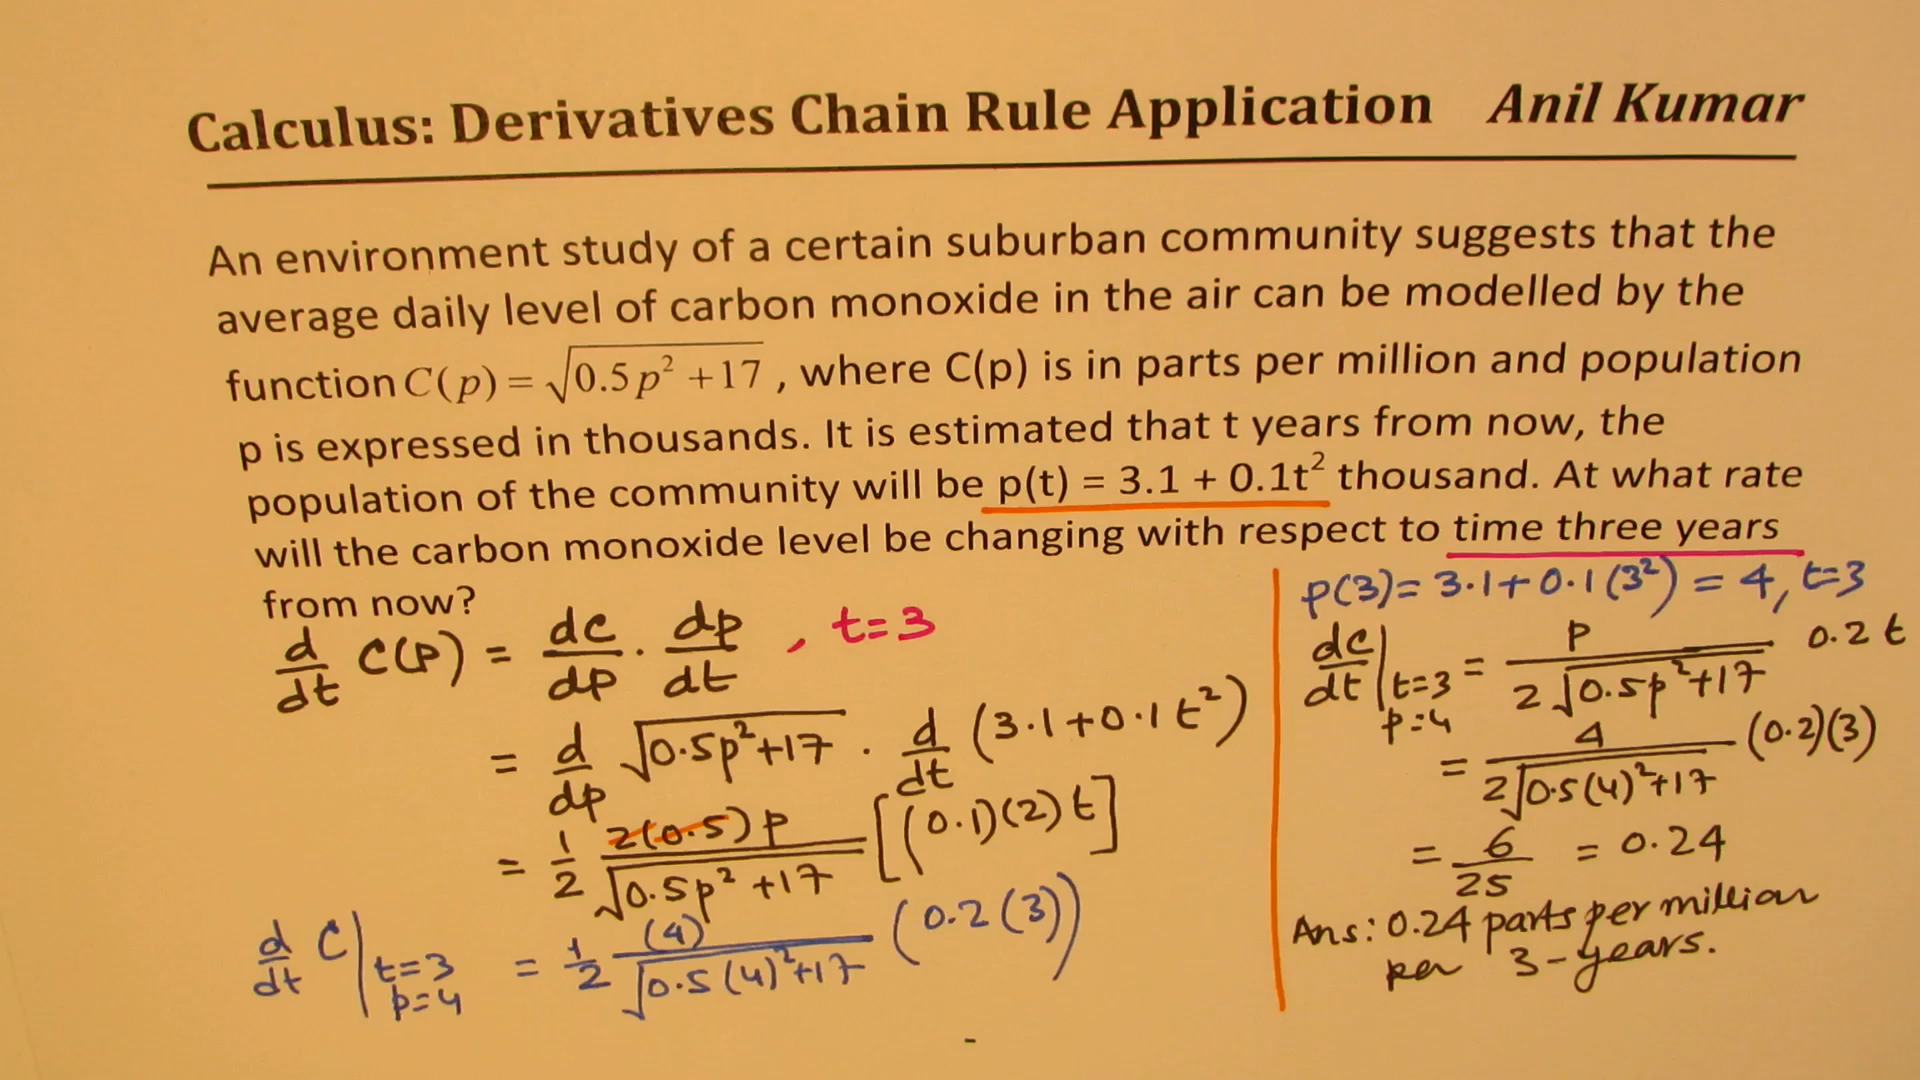 Calculus: Derivatives Chain Rule Application Anil Kumar
An environment study of a certain suburban community suggests that the
average daily level of carbon monoxide in the air can be modelled by the
function C(p) = √(0.5p² + 17) , where C(p) is in parts per million and population
p is expressed in thousands. It is estimated that t years from now, the
population of the community will be p(t) = 3.1 + 0.1t² thousand. At what rate
will the carbon monoxide level be changing with respect to time three years
from now?
d/dt C(P) = dc/dp · dp/dt , t=3
= d/dp √(0.5p²+17) · d/dt (3.1+0.1t²)
= 1/2 2(0.5)p/√(0.5p²+17) [(0.1)(2)t]
d/dt C | t=3 p=4 = 1/2 (4)/√(0.5(4)²+17) (0.2(3))
p(3)= 3.1+0.1(3²) = 4, t=3
dc/dt | t=3 p=4 = p/2√(0.5p²+17) 0.2t
= 4/2√(0.5(4)²+17) (0.2)(3)
= 6/25 = 0.24
Ans: 0.24 parts per million
per 3-years.